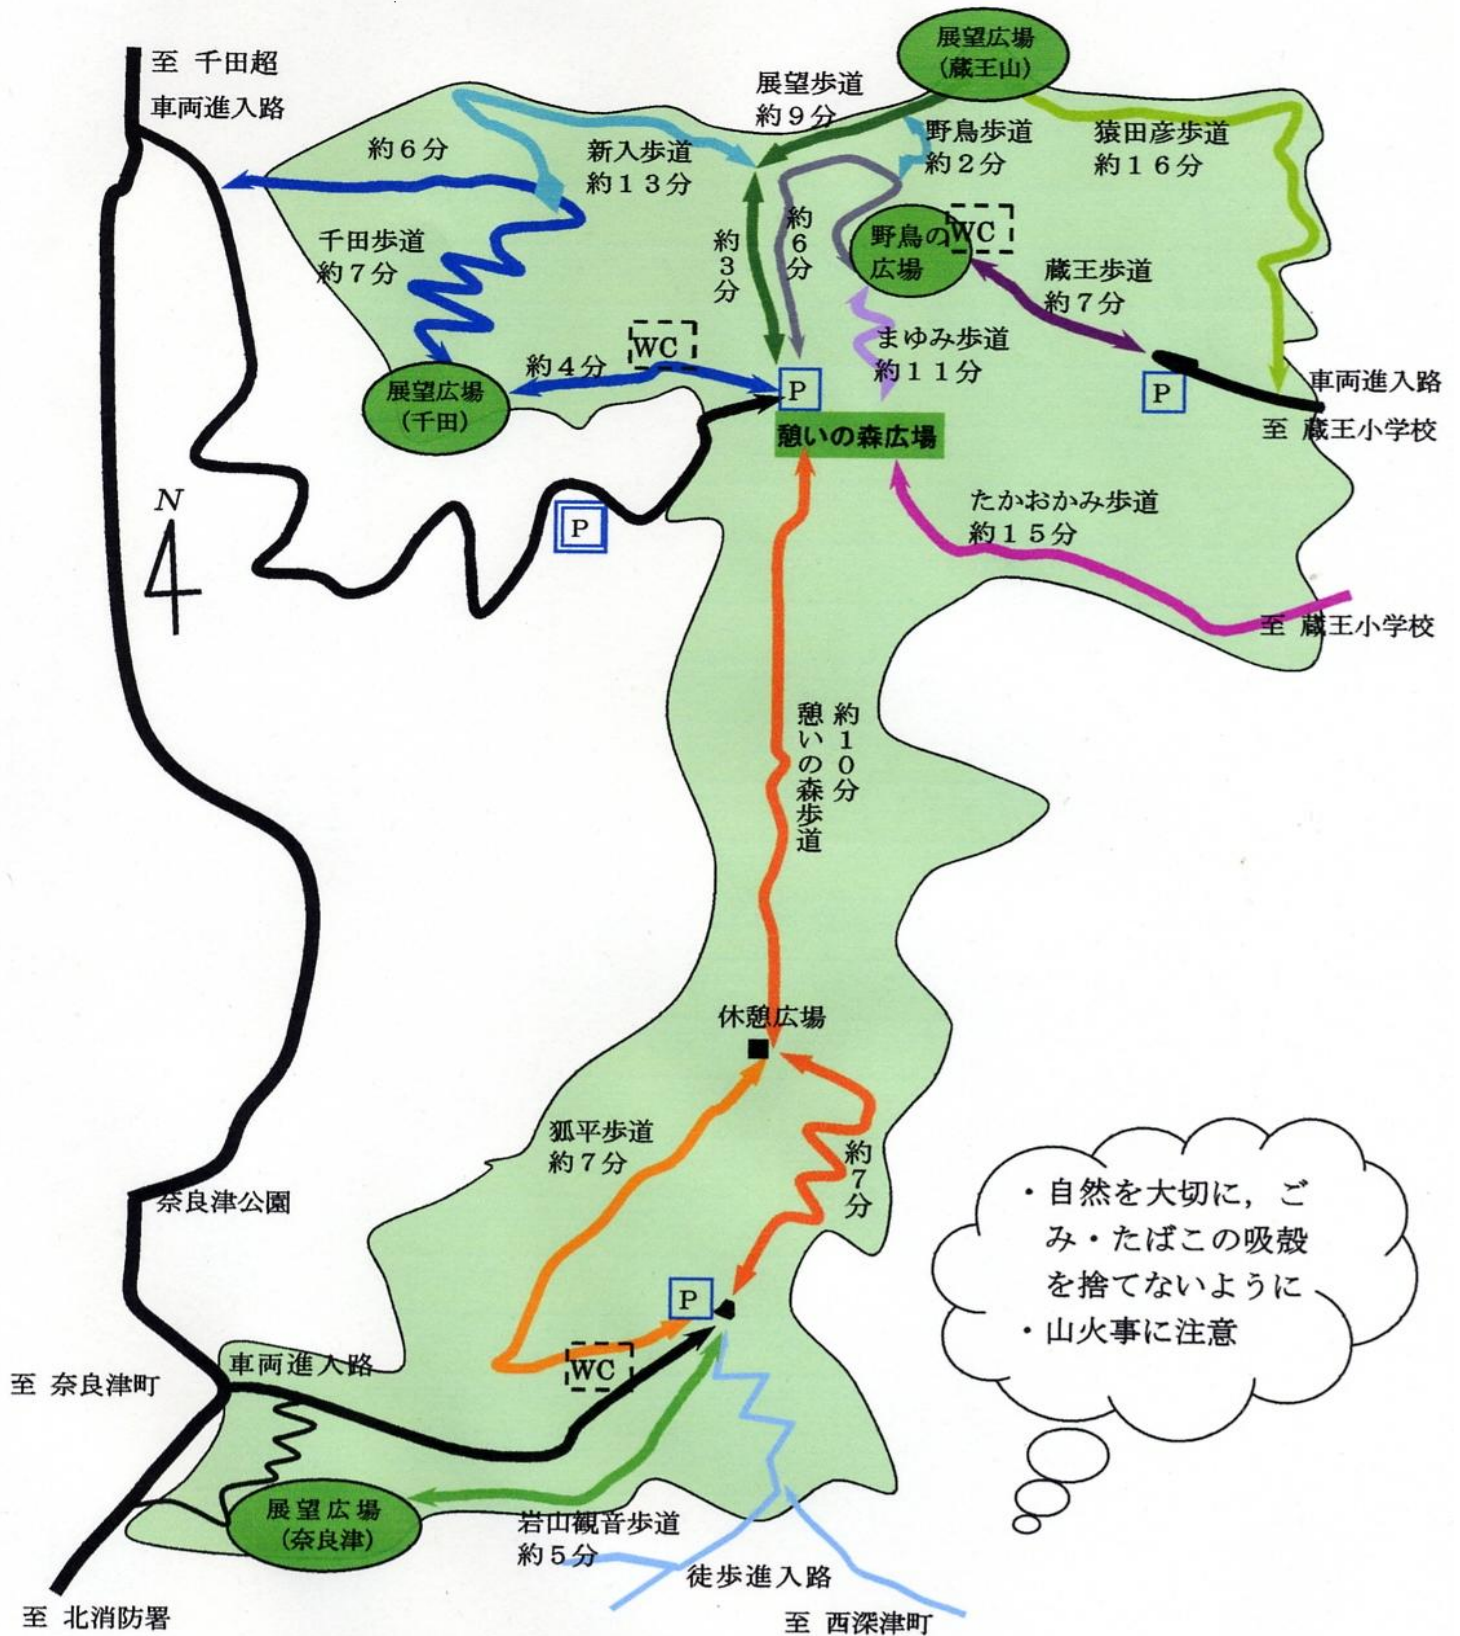 至 千田超
車両進入路
約６分
新入歩道
約１３分
展望歩道
約９分
展望広場
（蔵王山）
野鳥歩道
約２分
猿田彦歩道
約１６分
千田歩道
約７分
約３分
約６分
野鳥の
広場
WC
蔵王歩道
約７分
まゆみ歩道
約１１分
WC
約４分
展望広場
（千田）
P
憩いの森広場
P
車両進入路
至 蔵王小学校
N
P
たかおかみ歩道
約１５分
至 蔵王小学校
約１０分
憩いの森歩道
休憩広場
狐平歩道
約７分
約７分
奈良津公園
P
WC
車両進入路
至 奈良津町
展望広場
（奈良津）
岩山観音歩道
約５分
徒歩進入路
至 西深津町
至 北消防署
・自然を大切に，ご
み・たばこの吸殻
を捨てないように
・山火事に注意